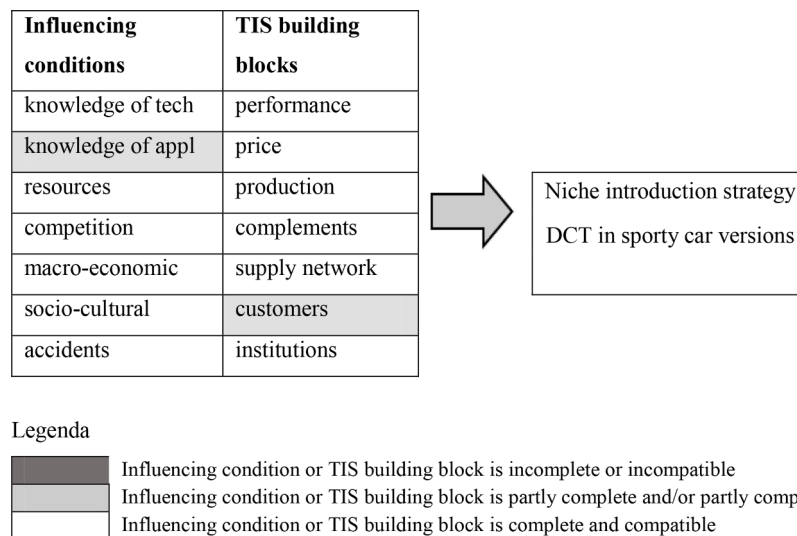 Influencing conditions
TIS building blocks
knowledge of tech performance
knowledge of appl price
resources production
competition complements
macro-economic supply network
socio-cultural customers
accidents institutions
Niche introduction strategy
DCT in sporty car versions
Legenda
Influencing condition or TIS building block is incomplete or incompatible
Influencing condition or TIS building block is partly complete and/or partly comp
Influencing condition or TIS building block is complete and compatible